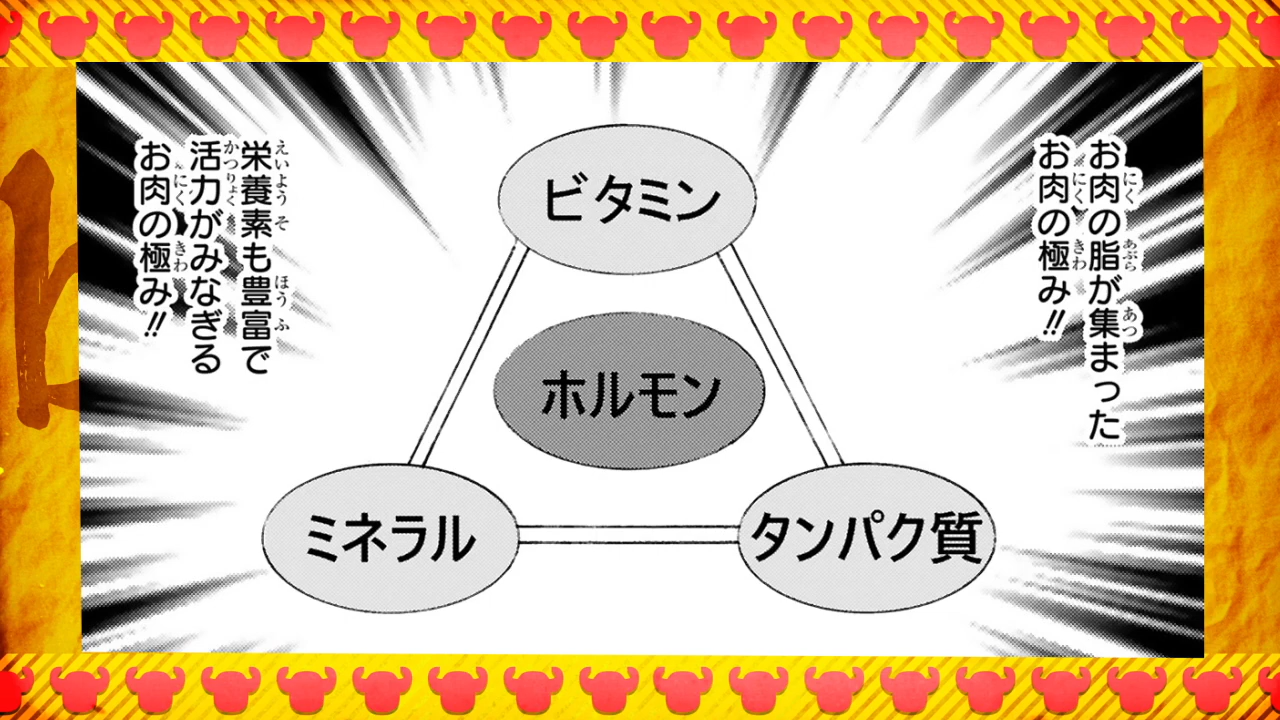 お肉の脂が集まった
お肉の極み!!
ビタミン
ホルモン
ミネラル
タンパク質
栄養素も豊富で
活力がみなぎる
お肉の極み!!